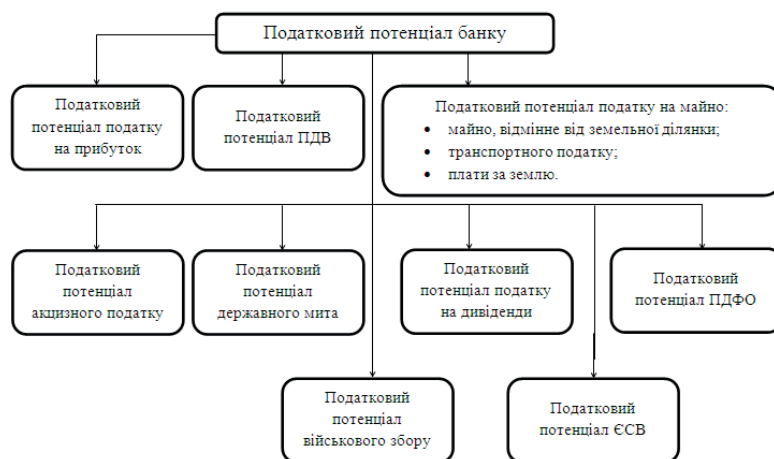 Податковий потенціал банку
Податковий
потенціал податку
на прибуток
Податковий
потенціал ПДВ
Податковий потенціал податку на майно:
• майно, відмінне від земельної ділянки;
• транспортного податку;
• плати за землю.
Податковий
потенціал
акцизного податку
Податковий
потенціал
державного мита
Податковий
потенціал податку
на дивіденди
Податковий
потенціал ПДФО
Податковий
потенціал
військового збору
Податковий
потенціал ЄСВ